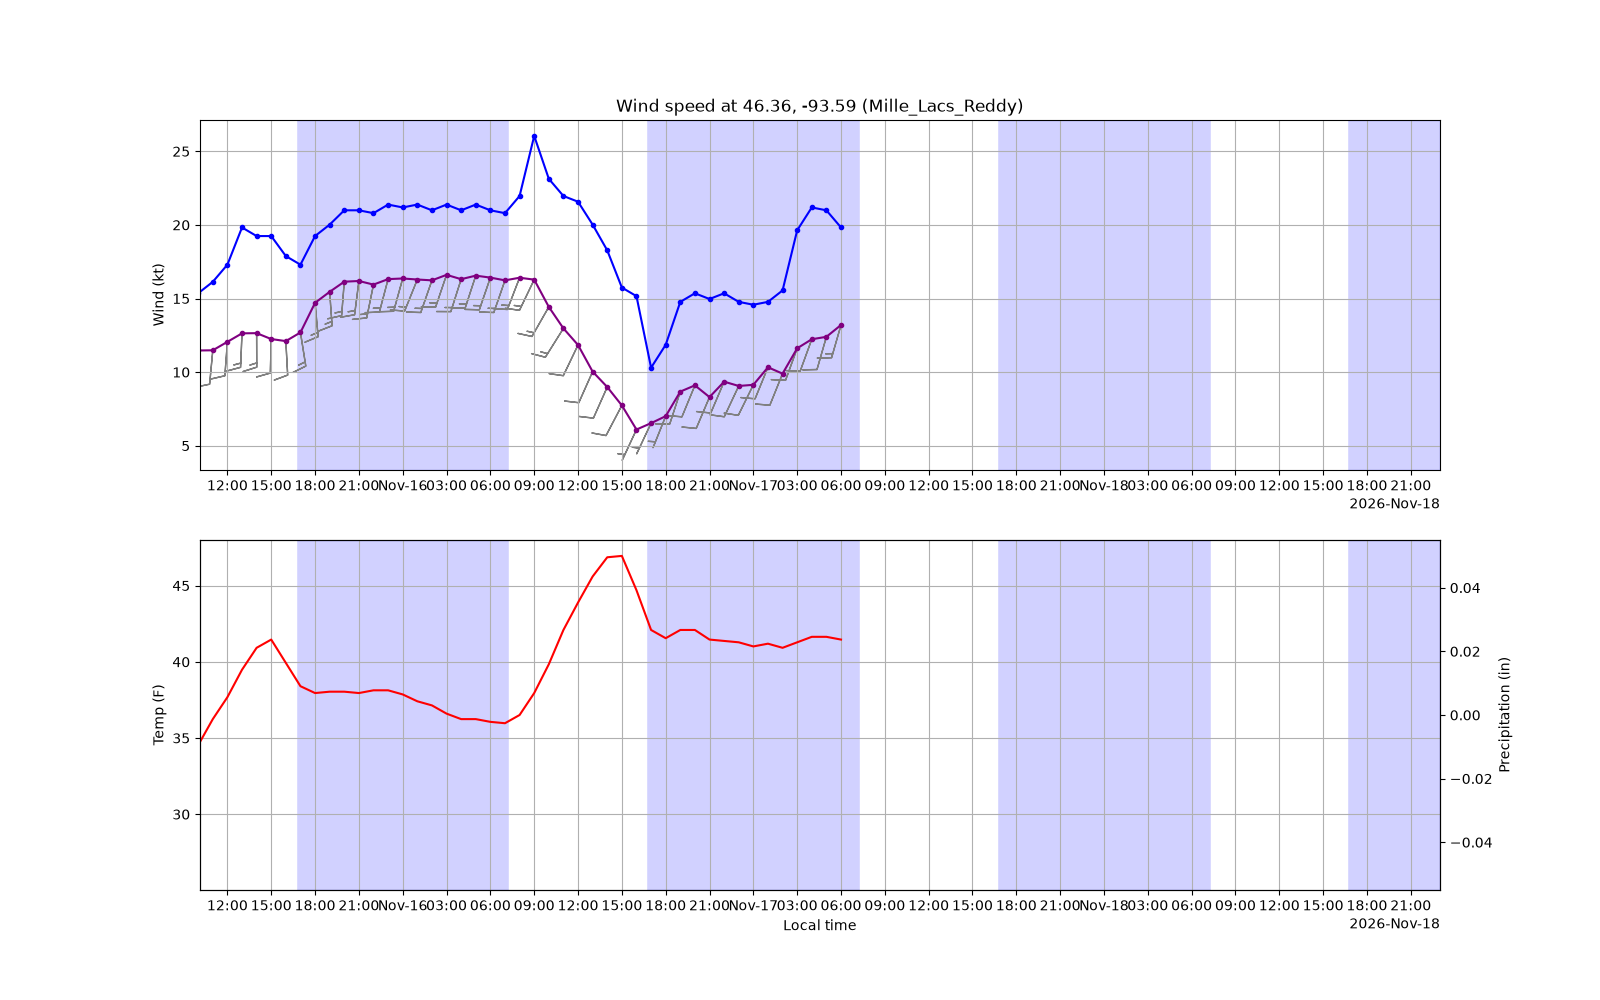 Wind speed at 46.36, -93.59 (Mille_Lacs_Reddy)
25
20
15
10
5
Wind (kt)
12:00 15:00 18:00 21:00 Nov-16 03:00 06:00 09:00 12:00 15:00 18:00 21:00 Nov-17 03:00 06:00 09:00 12:00 15:00 18:00 21:00 Nov-18 03:00 06:00 09:00 12:00 15:00 18:00 21:00
2026-Nov-18
45
40
35
30
Temp (F)
0.04
0.02
0.00
−0.02
−0.04
Precipitation (in)
12:00 15:00 18:00 21:00 Nov-16 03:00 06:00 09:00 12:00 15:00 18:00 21:00 Nov-17 03:00 06:00 09:00 12:00 15:00 18:00 21:00 Nov-18 03:00 06:00 09:00 12:00 15:00 18:00 21:00
2026-Nov-18
Local time